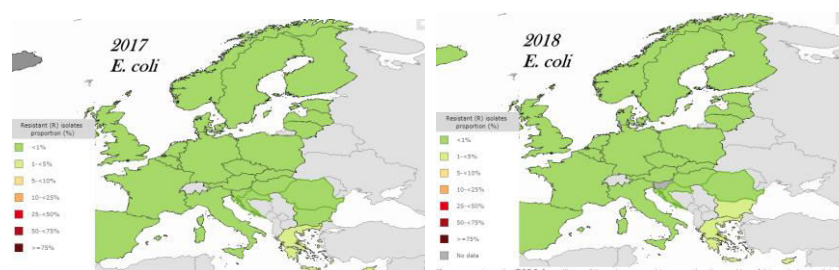 2017
E. coli
Resistant (R) isolates
proportion (%)
<1%
1-<5%
5-<10%
10-<25%
25-<50%
50-<75%
>=75%
2018
E. coli
Resistant (R) isolates
proportion (%)
<1%
1-<5%
5-<10%
10-<25%
25-<50%
50-<75%
>=75%
No data